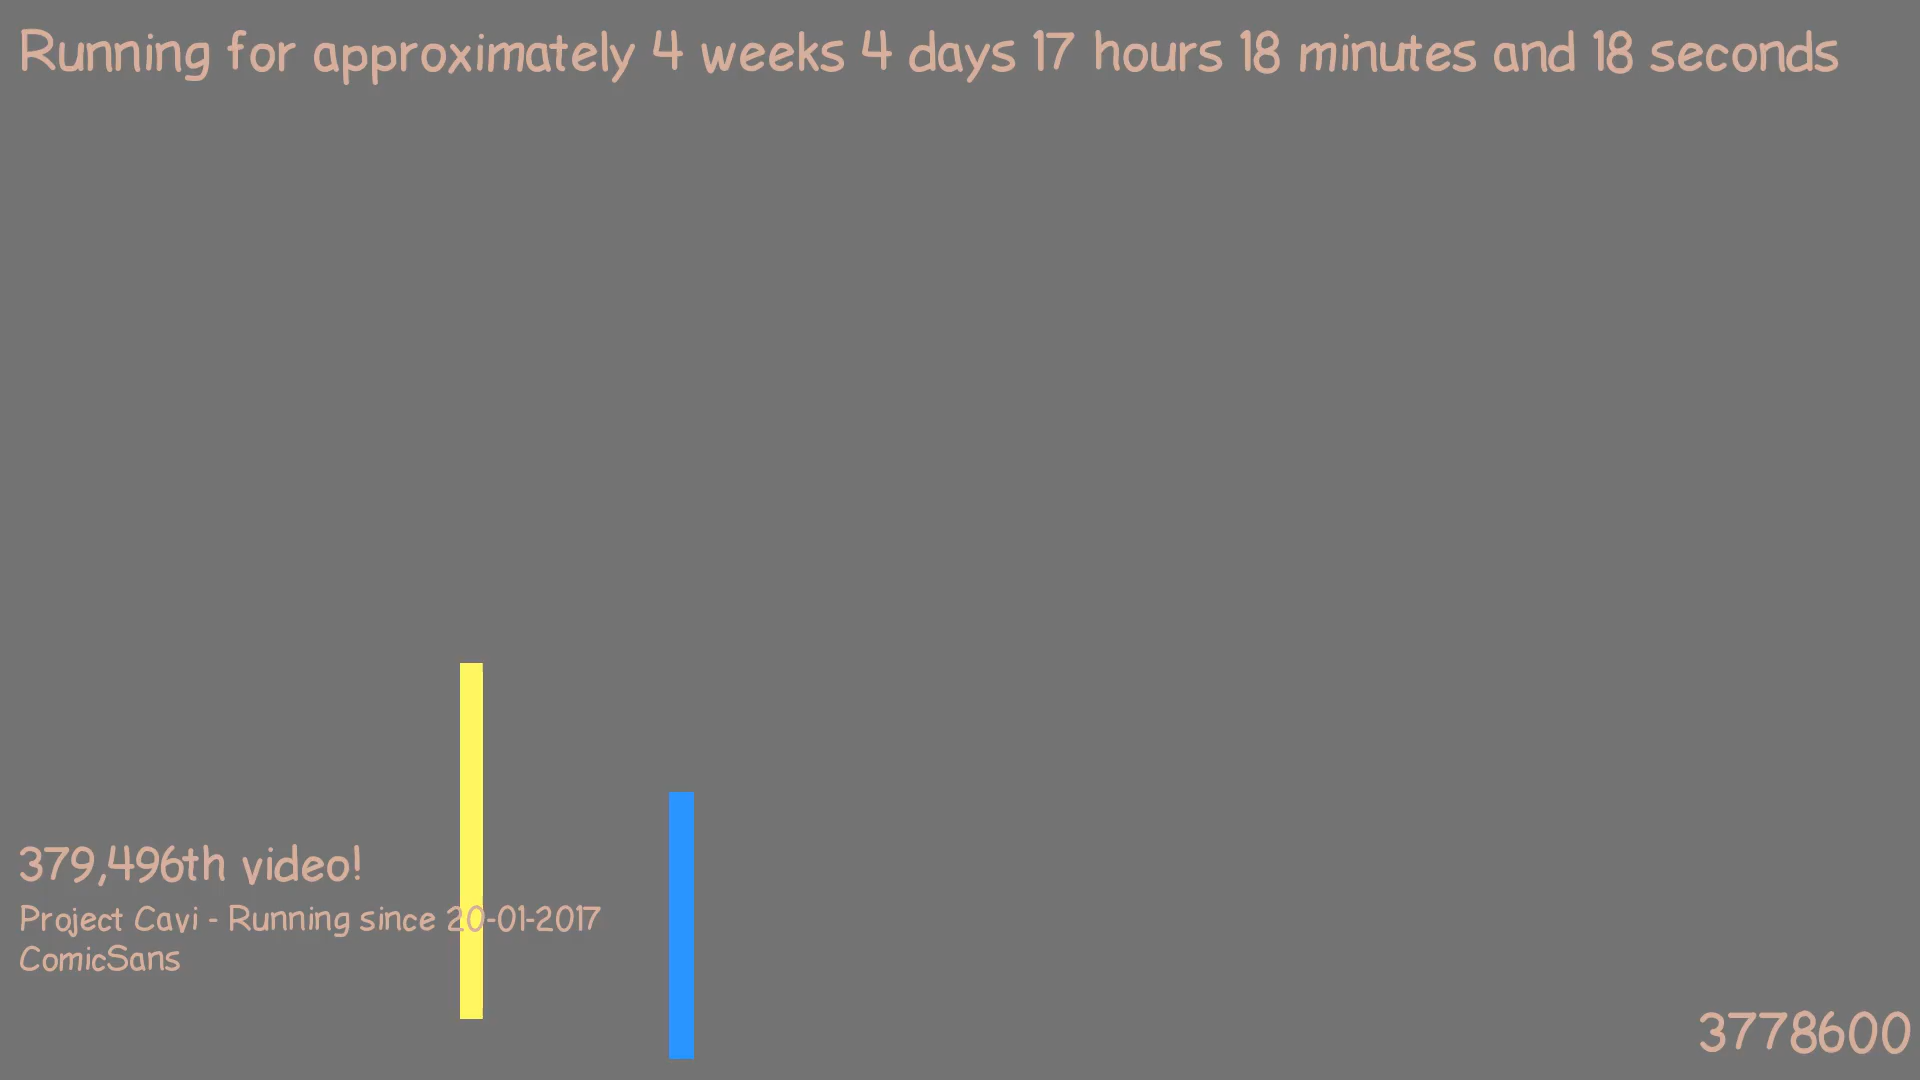 Running for approximately 4 weeks 4 days 17 hours 18 minutes and 18 seconds
379,496th video!
Project Cavi - Running since 20-01-2017
ComicSans
3778600